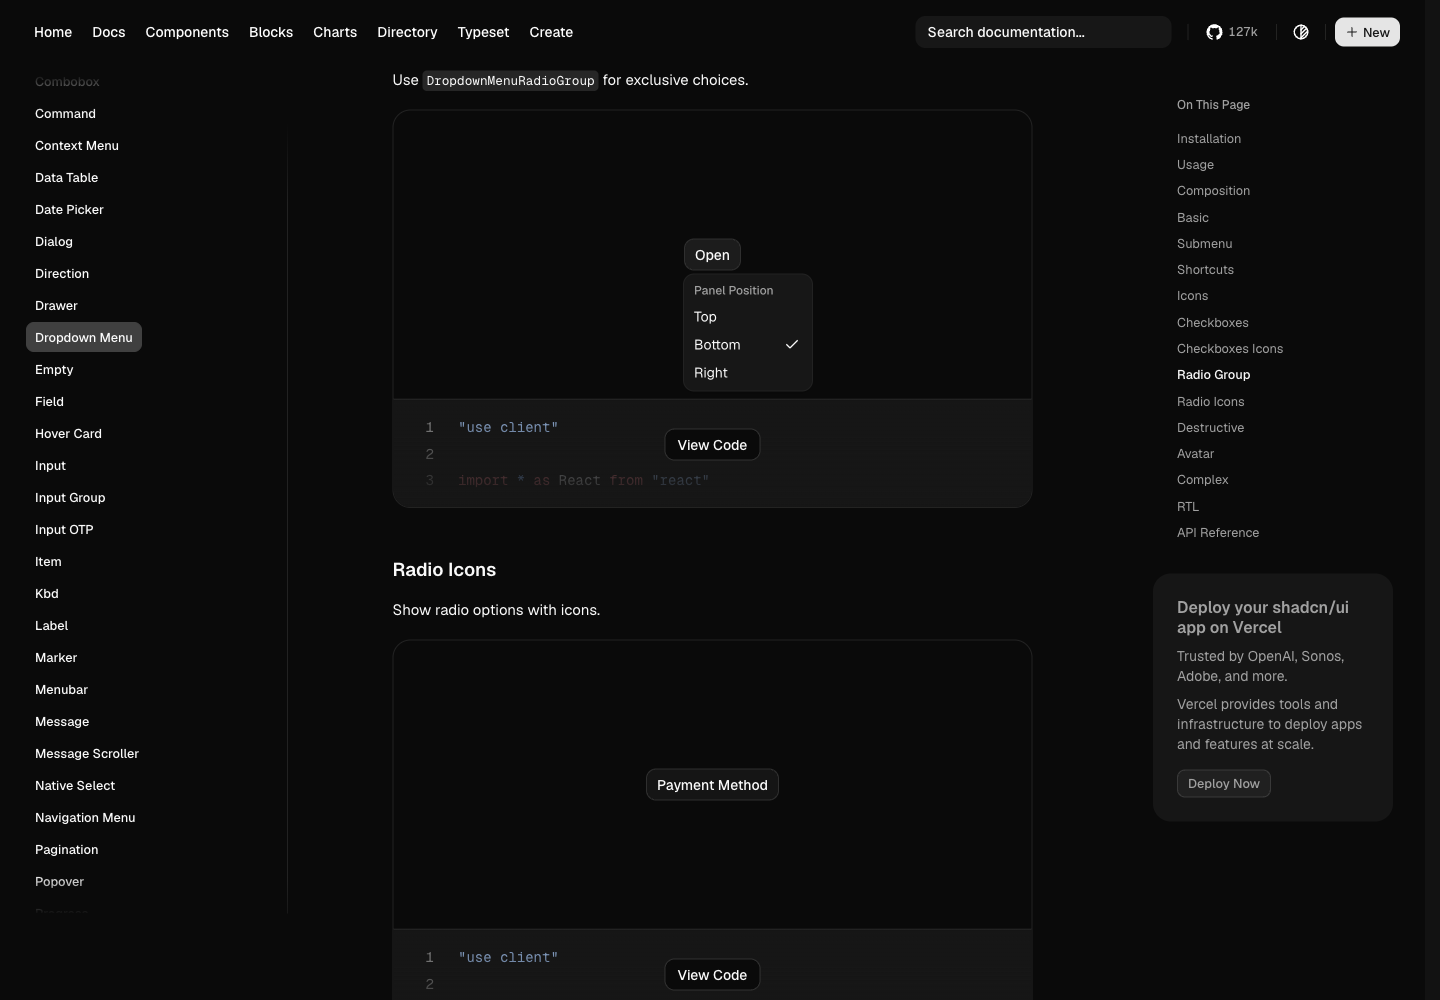 Home Docs Components Blocks Charts Directory Typeset Create Search documentation... 127k New
Combobox
Command
Context Menu
Data Table
Date Picker
Dialog
Direction
Drawer
Dropdown Menu
Empty
Field
Hover Card
Input
Input Group
Input OTP
Item
Kbd
Label
Marker
Menubar
Message
Message Scroller
Native Select
Navigation Menu
Pagination
Popover
Use DropdownMenuRadioGroup for exclusive choices.
Open
Panel Position
Top
Bottom
Right
1 "use client"
View Code
2
3 import * as React from "react"
Radio Icons
Show radio options with icons.
Payment Method
1 "use client"
View Code
2
On This Page
Installation
Usage
Composition
Basic
Submenu
Shortcuts
Icons
Checkboxes
Checkboxes Icons
Radio Group
Radio Icons
Destructive
Avatar
Complex
RTL
API Reference
Deploy your shadcn/ui
app on Vercel
Trusted by OpenAI, Sonos,
Adobe, and more.
Vercel provides tools and
infrastructure to deploy apps
and features at scale.
Deploy Now